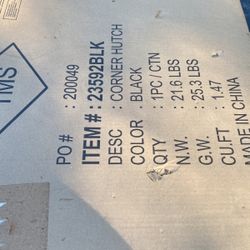 TMS
PO # : 200049
ITEM # : 23592BLK
DESC : CORNER HUTCH
COLOR : BLACK
QTY : 1PC / CTN
N.W. : 21.6 LBS
G.W. : 25.3 LBS
CU.FT : 1.47
MADE IN CHINA